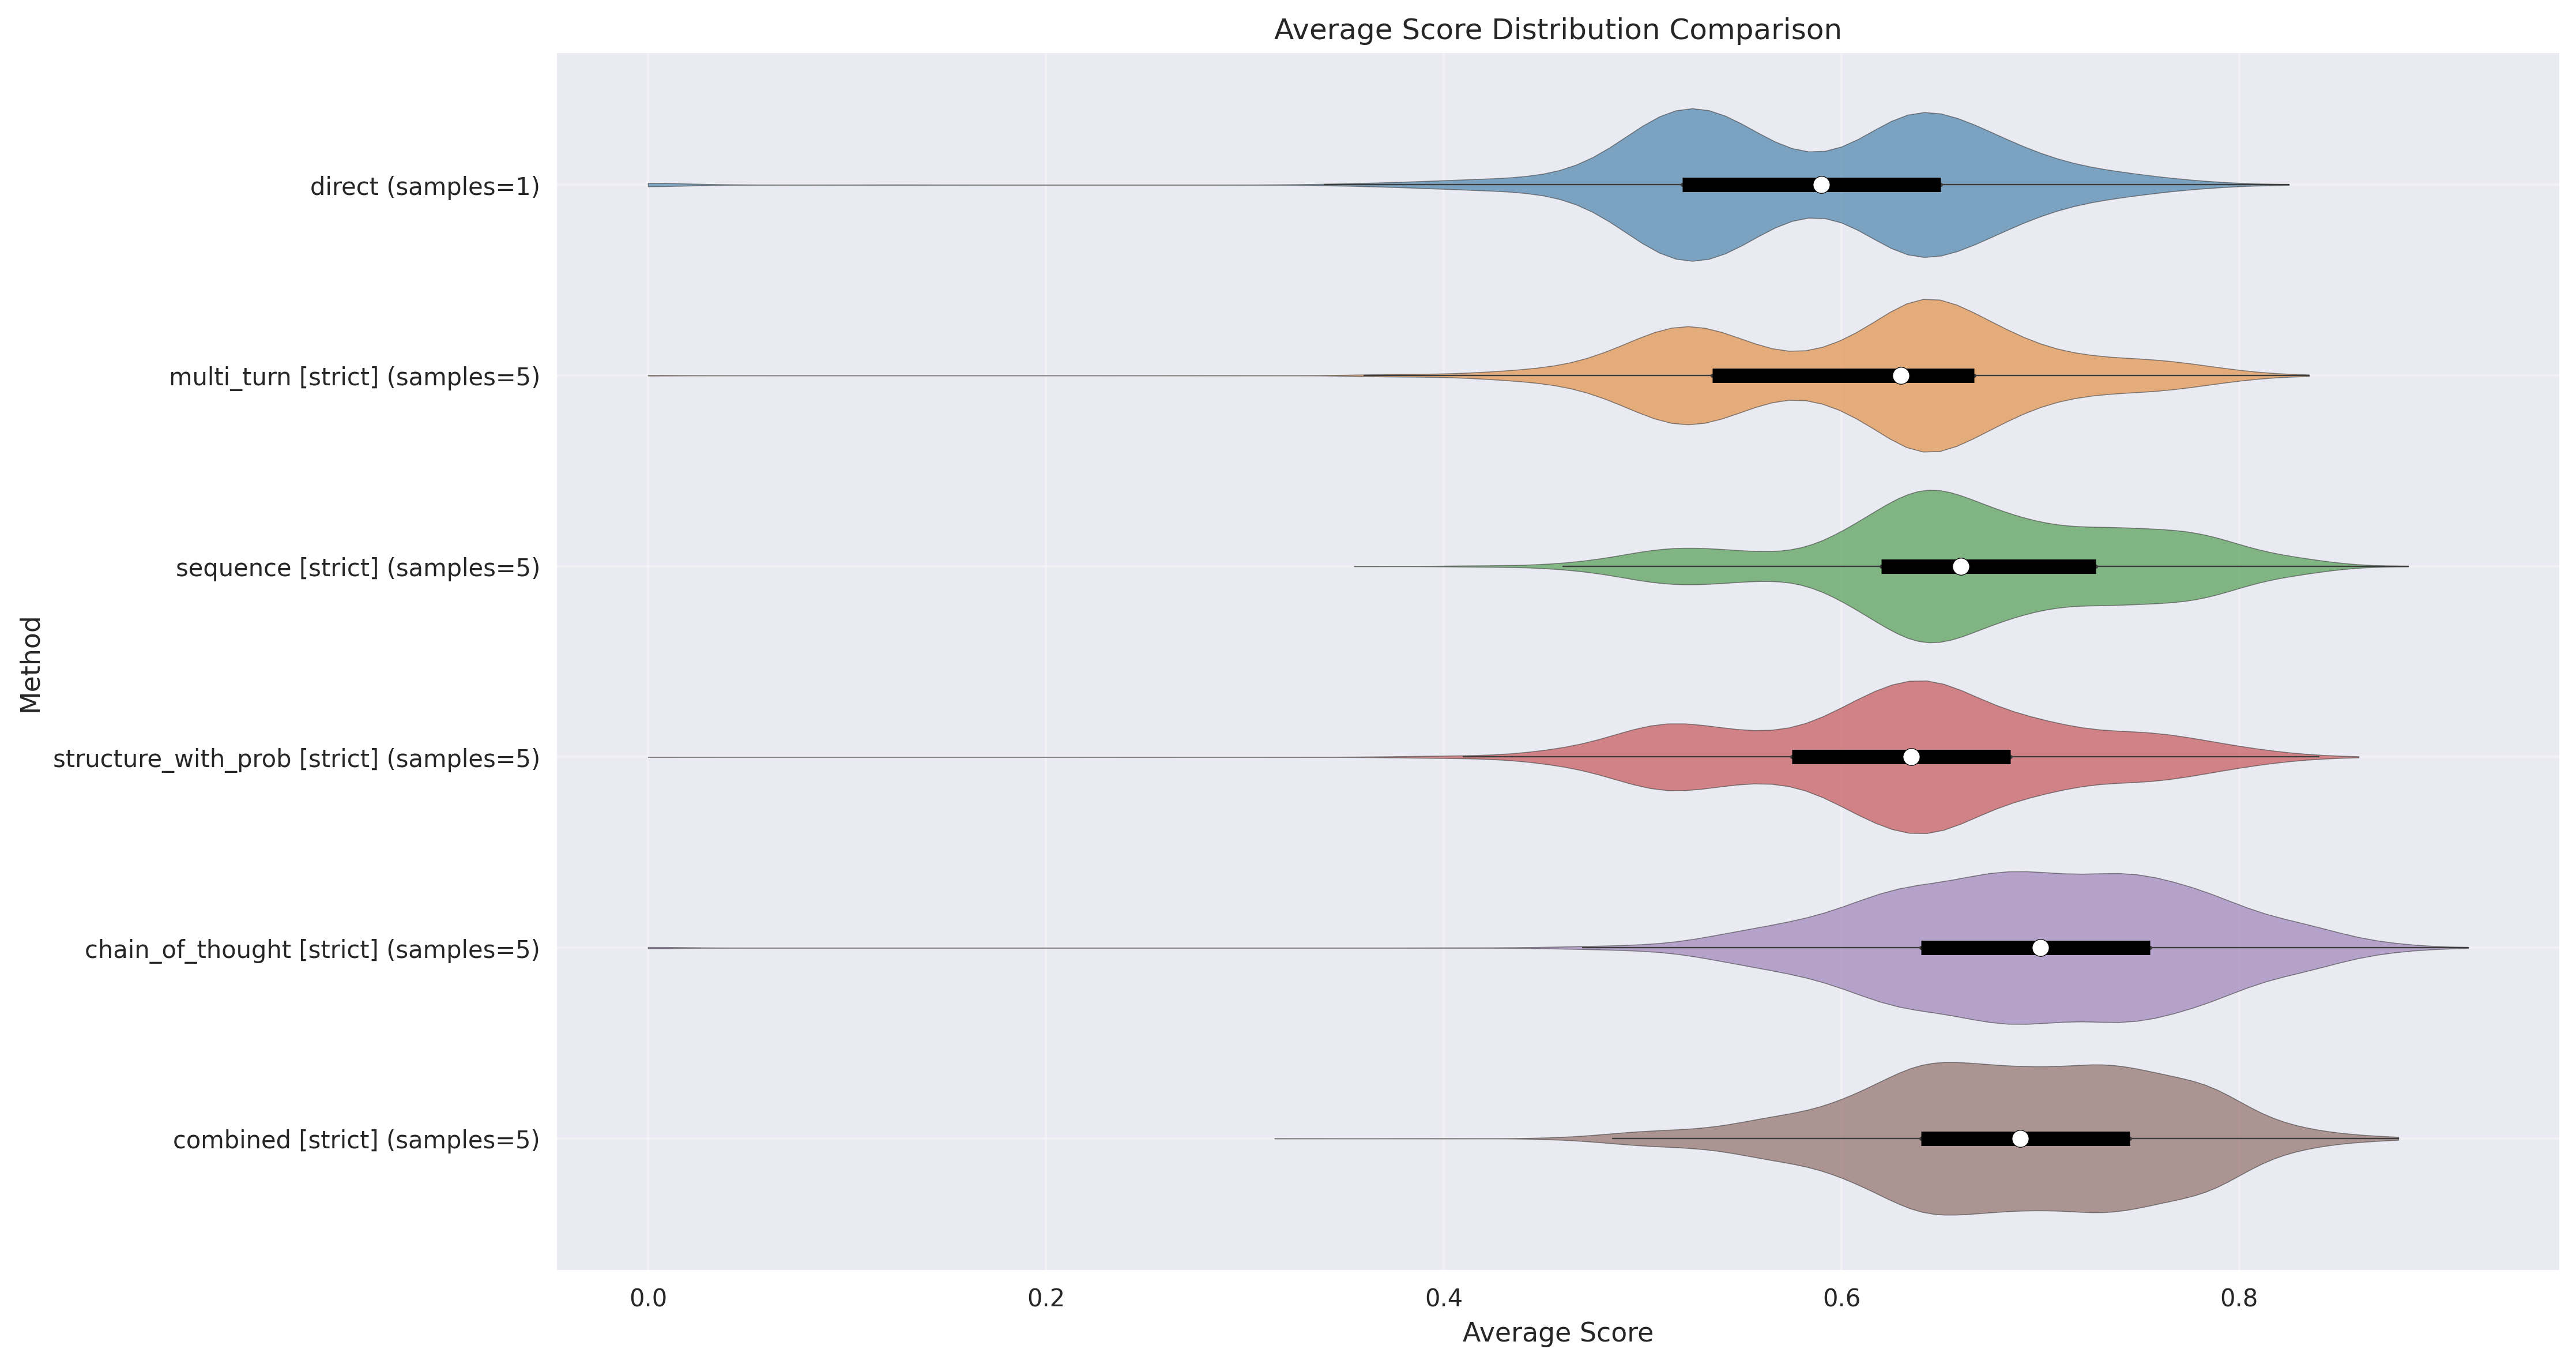 Average Score Distribution Comparison
Method
direct (samples=1)
multi_turn [strict] (samples=5)
sequence [strict] (samples=5)
structure_with_prob [strict] (samples=5)
chain_of_thought [strict] (samples=5)
combined [strict] (samples=5)
0.0 0.2 0.4 0.6 0.8
Average Score